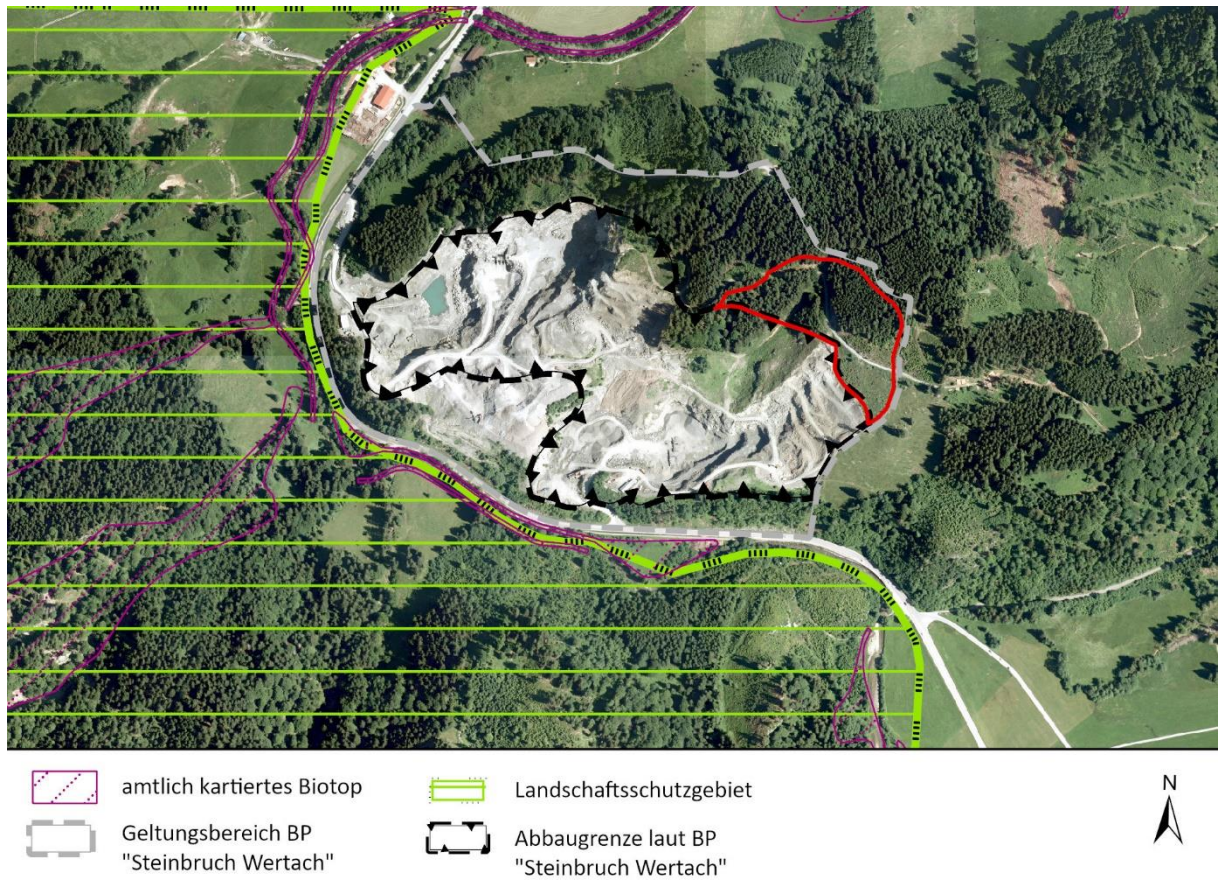 amtlich kartiertes Biotop
Landschaftsschutzgebiet
N
Geltungsbereich BP
"Steinbruch Wertach"
Abbaugrenze laut BP
"Steinbruch Wertach"